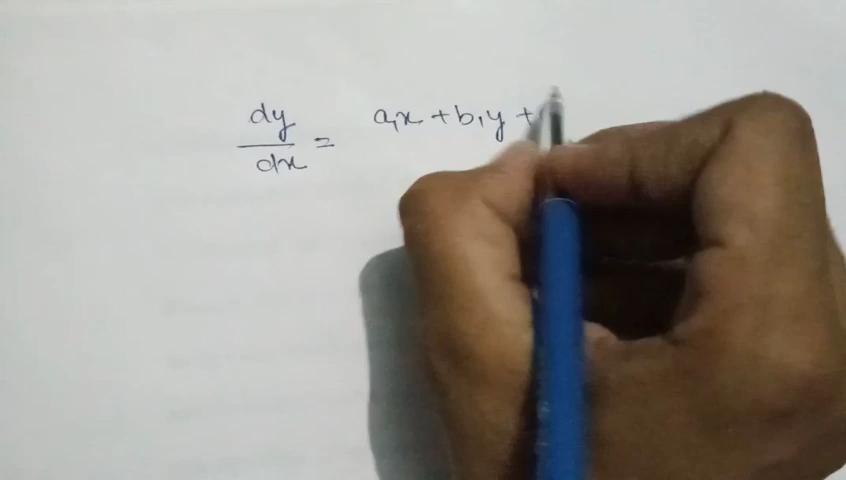 dy/dx = a₁x + b₁y +